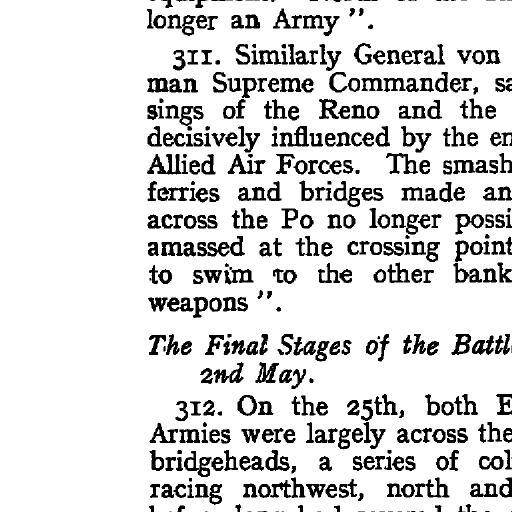 longer an Army ".
311. Similarly General von
man Supreme Commander, sa
sings of the Reno and the
decisively influenced by the en
Allied Air Forces. The smash
ferries and bridges made an
across the Po no longer possi
amassed at the crossing point
to swim to the other bank
weapons ".
The Final Stages of the Battl
2nd May.
312. On the 25th, both E
Armies were largely across the
bridgeheads, a series of col
racing northwest, north and